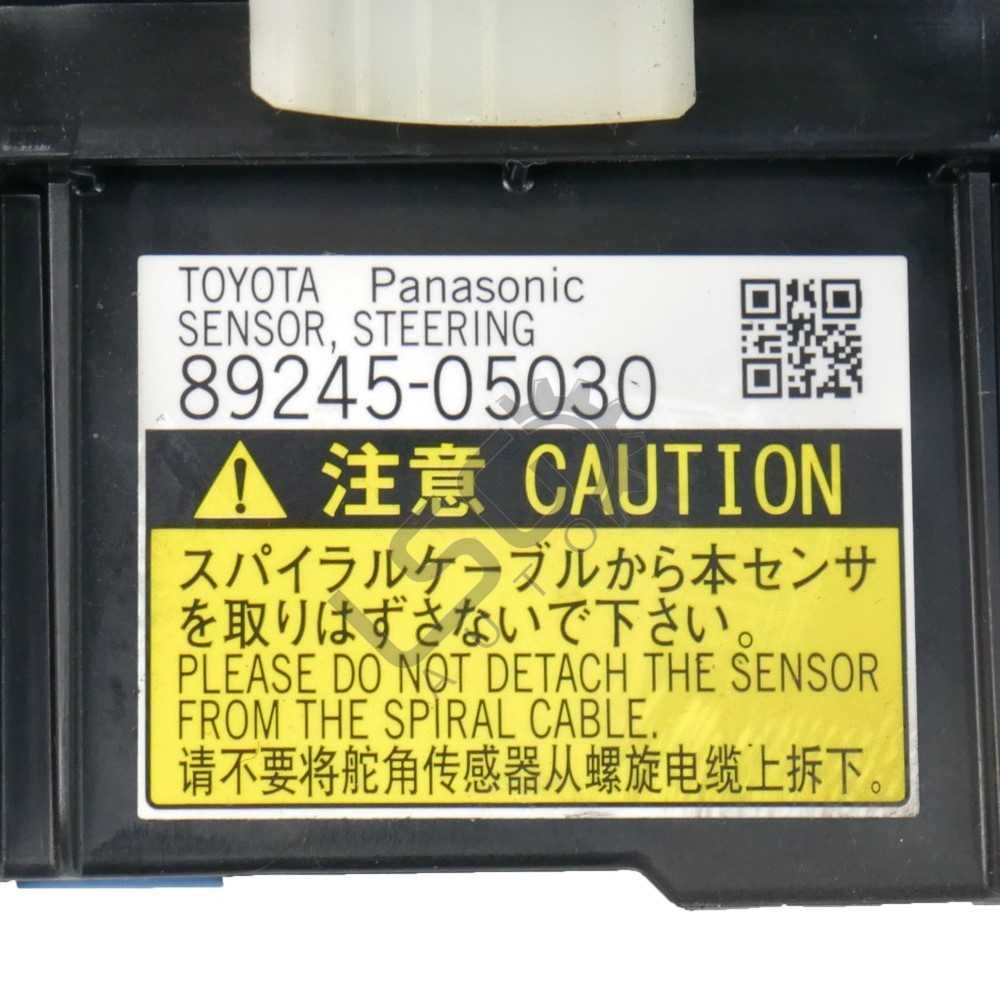 TOYOTA Panasonic
SENSOR, STEERING
89245-05030
注意 CAUTION
スパイラルケーブルから本センサ
を取りはずさないで下さい。
PLEASE DO NOT DETACH THE SENSOR
FROM THE SPIRAL CABLE.
请不要将舵角传感器从螺旋电缆上拆下。